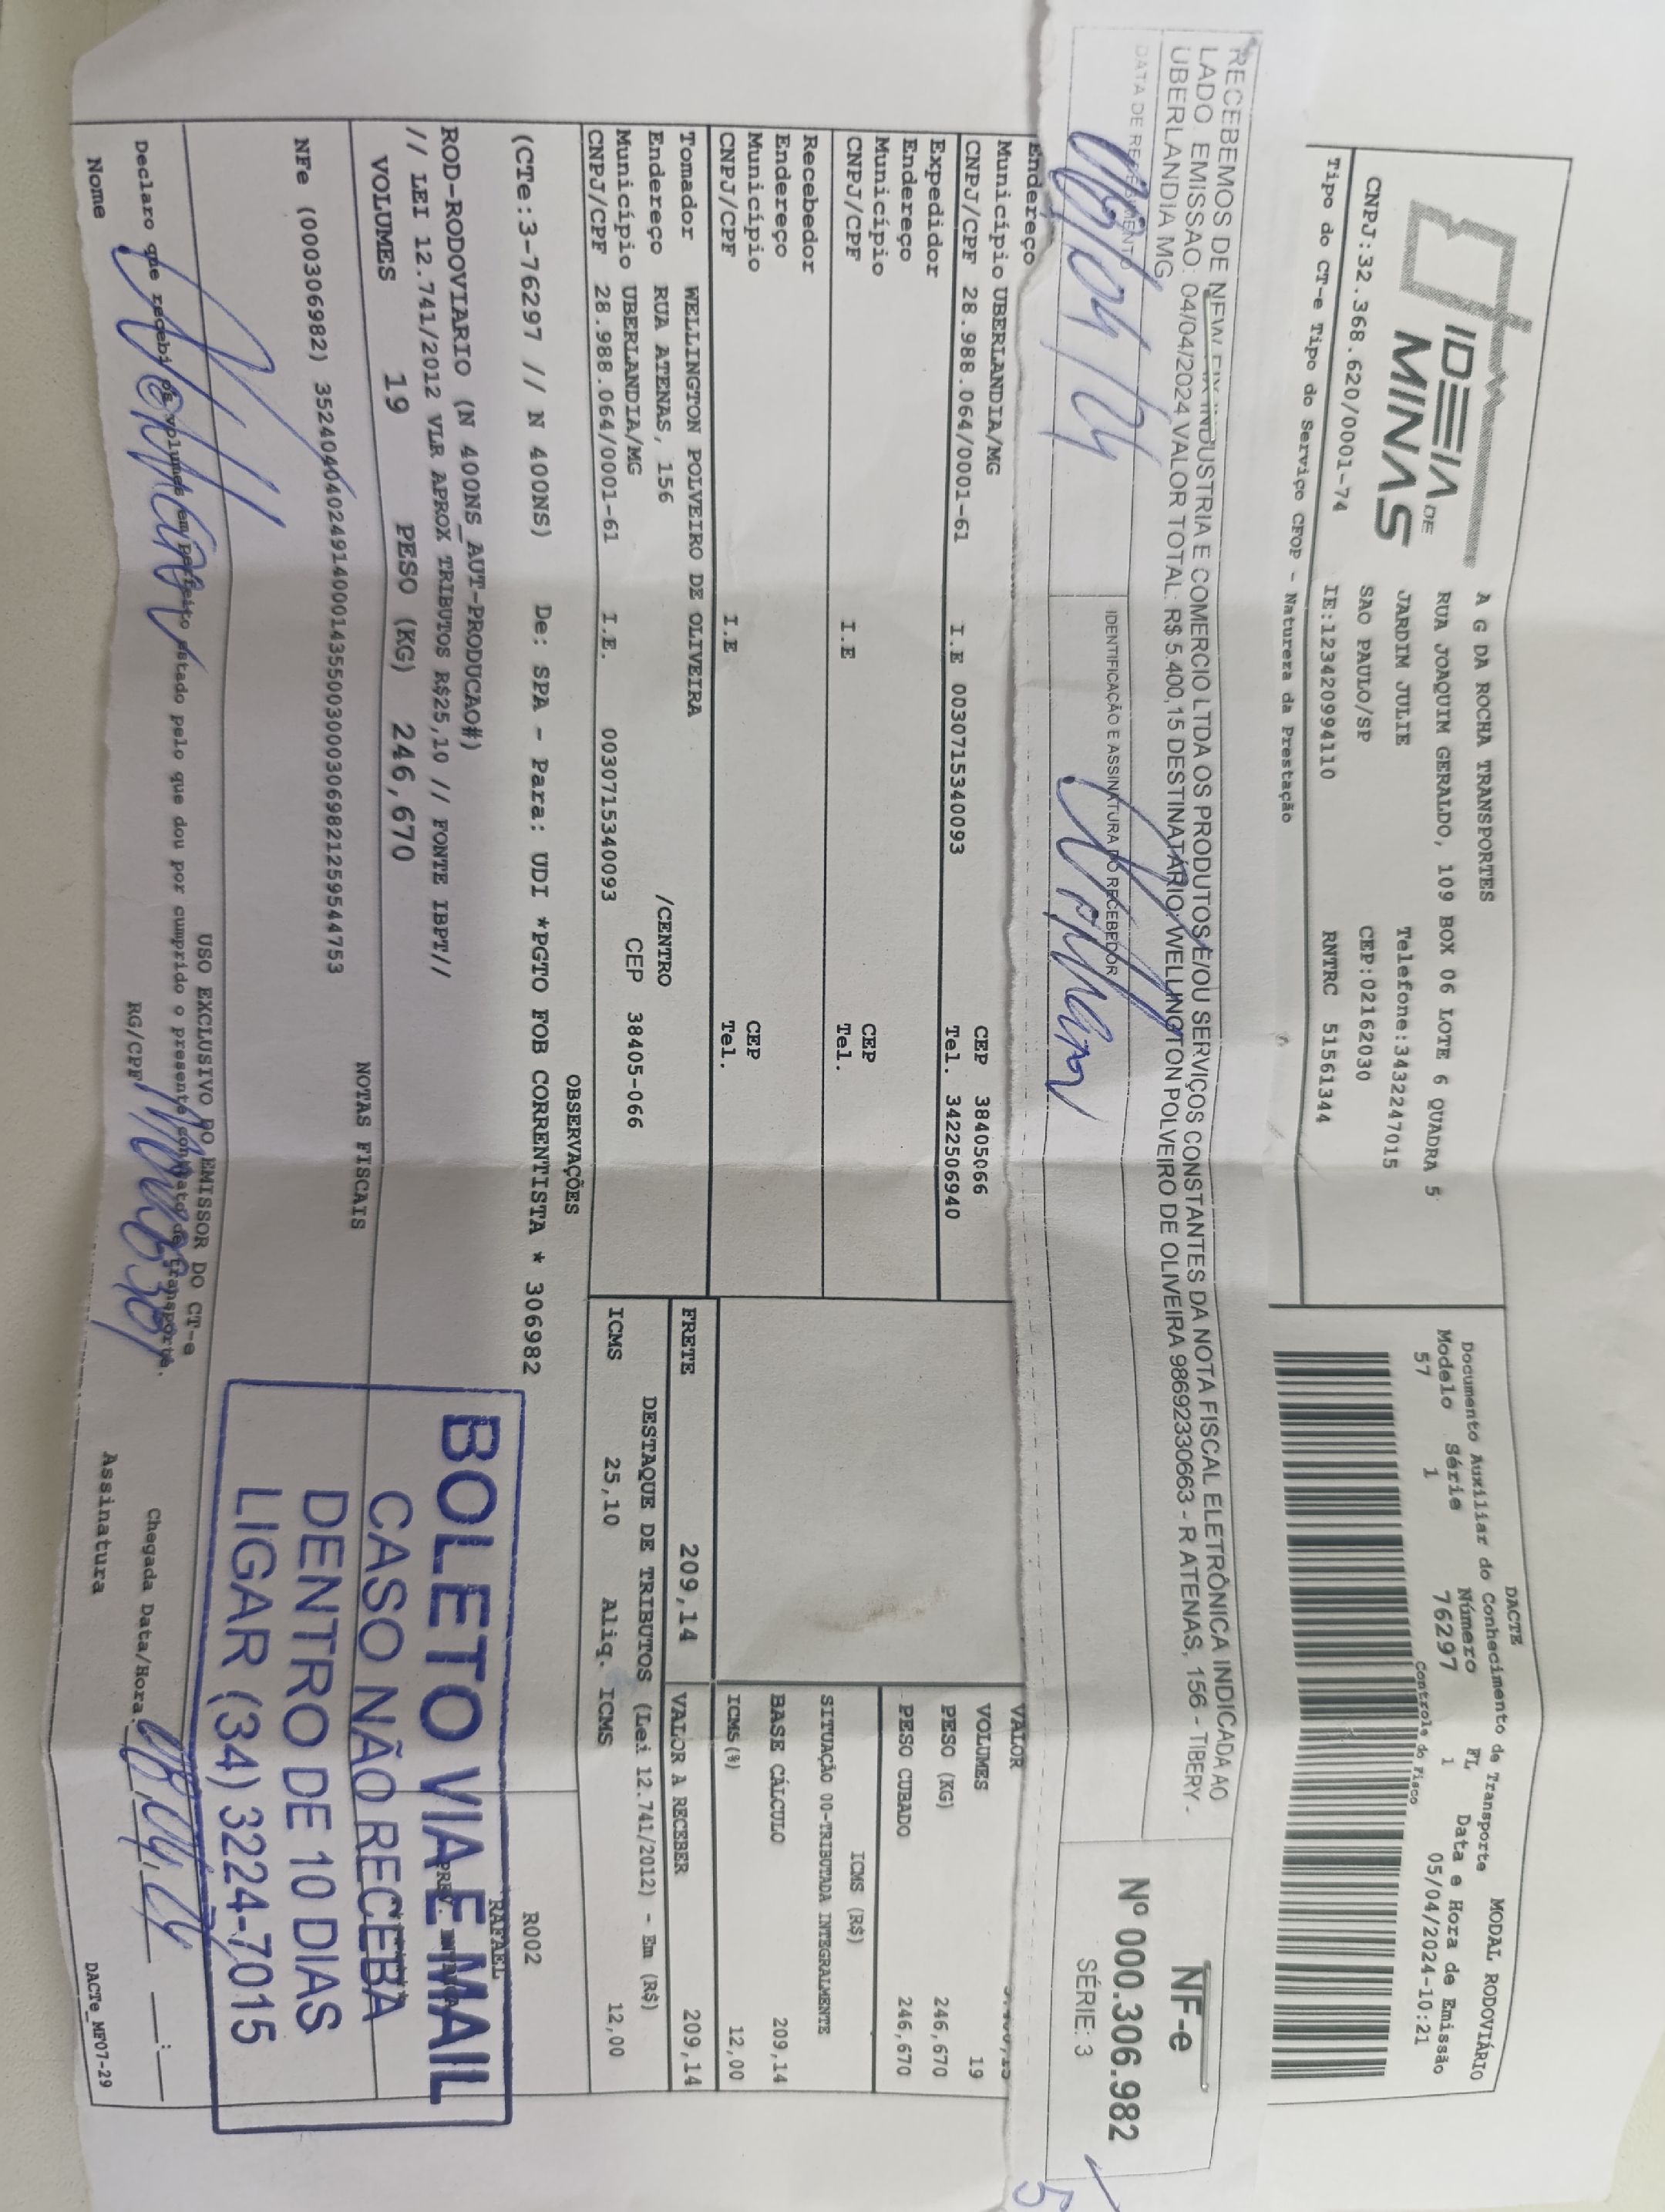 IDEIA DE
MINAS
A G DA ROCHA TRANSPORTES
RUA JOAQUIM GERALDO, 109 BOX 06 LOTE 6 QUADRA 5
JARDIM JULIE Telefone:3432247015
SAO PAULO/SP CEP:02162030
CNPJ:32.368.620/0001-74 IE:123420994110 RNTRC 51561344
Tipo do CT-e Tipo do Serviço CFOP - Natureza da Prestação
DACTE MODAL RODOVIÁRIO
Documento Auxiliar do Conhecimento de Transporte
Modelo Série Número FL Data e Hora de Emissão
57 1 76297 1 05/04/2024-10:21
Controle do Fisco
RECEBEMOS DE NEW FIX INDUSTRIA E COMERCIO LTDA OS PRODUTOS E/OU SERVIÇOS CONSTANTES DA NOTA FISCAL ELETRÔNICA INDICADA AO
LADO. EMISSAO: 04/04/2024 VALOR TOTAL: R$ 5.400,15 DESTINATÁRIO: WELLINGTON POLVEIRO DE OLIVEIRA 98692330663 - R ATENAS, 156 - TIBERY -
UBERLANDIA MG
DATA DE RECEBIMENTO IDENTIFICAÇÃO E ASSINATURA DO RECEBEDOR
08/04/24
NF-e
Nº 000.306.982
SÉRIE: 3
5
Endereço
Município UBERLANDIA/MG CEP 38405066
CNPJ/CPF 28.988.064/0001-61 I.E 0030715340093 Tel. 3422506940
Expedidor
Endereço
Município CEP
CNPJ/CPF I.E Tel.
Recebedor
Endereço
Município CEP
CNPJ/CPF I.E Tel.
VALOR
VOLUMES 19
PESO (KG) 246,670
PESO CUBADO 246,670
ICMS (R$)
SITUAÇÃO 00-TRIBUTADA INTEGRALMENTE
BASE CÁLCULO 209,14
ICMS(%) 12,00
Tomador WELLINGTON POLVEIRO DE OLIVEIRA
Endereço RUA ATENAS, 156 /CENTRO
Município UBERLANDIA/MG CEP 38405-066
CNPJ/CPF 28.988.064/0001-61 I.E. 0030715340093
FRETE 209,14 VALOR A RECEBER 209,14
DESTAQUE DE TRIBUTOS (Lei 12.741/2012) - Em (R$)
ICMS 25,10 Aliq. ICMS 12,00
OBSERVAÇÕES
(CTe:3-76297 // N 400NS) De: SPA - Para: UDI *PGTO FOB CORRENTISTA * 306982
R002
RAFAEL
ROD-RODOVIARIO (N 400NS_AUT-PRODUCAO#)
// LEI 12.741/2012 VLR APROX TRIBUTOS R$25,10 // FONTE IBPT//
VOLUMES 19 PESO (KG) 246,670
NOTAS FISCAIS
NFe (000306982) 35240404024914000143550030003069821259544753
BOLETO VIA E MAIL
CASO NÃO RECEBA
DENTRO DE 10 DIAS
LIGAR (34) 3224-7015
USO EXCLUSIVO DO EMISSOR DO CT-e
Declaro que recebi os volumes em perfeito estado pelo que dou por cumprido o presente contrato de transporte.
Nome RG/CPF Assinatura Chegada Data/Hora: 08/04/24 __:__
DACTe_MF07-29